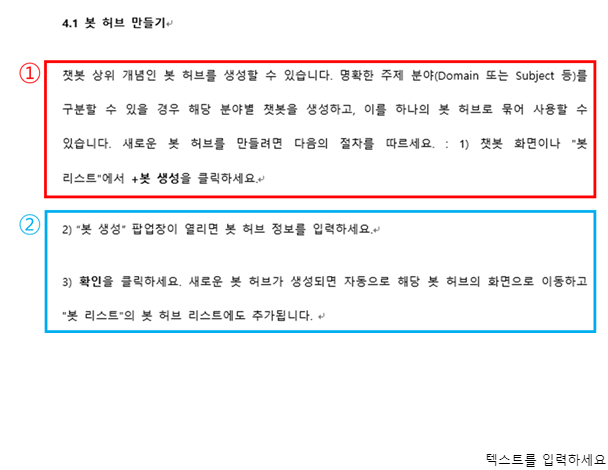 4.1 봇 허브 만들기↵
① 챗봇 상위 개념인 봇 허브를 생성할 수 있습니다. 명확한 주제 분야(Domain 또는 Subject 등)를
구분할 수 있을 경우 해당 분야별 챗봇을 생성하고, 이를 하나의 봇 허브로 묶어 사용할 수
있습니다. 새로운 봇 허브를 만들려면 다음의 절차를 따르세요. : 1) 챗봇 화면이나 "봇
리스트"에서 +봇 생성을 클릭하세요.↵
② 2) "봇 생성" 팝업창이 열리면 봇 허브 정보를 입력하세요.↵
3) 확인을 클릭하세요. 새로운 봇 허브가 생성되면 자동으로 해당 봇 허브의 화면으로 이동하고
"봇 리스트"의 봇 허브 리스트에도 추가됩니다. ↵
텍스트를 입력하세요